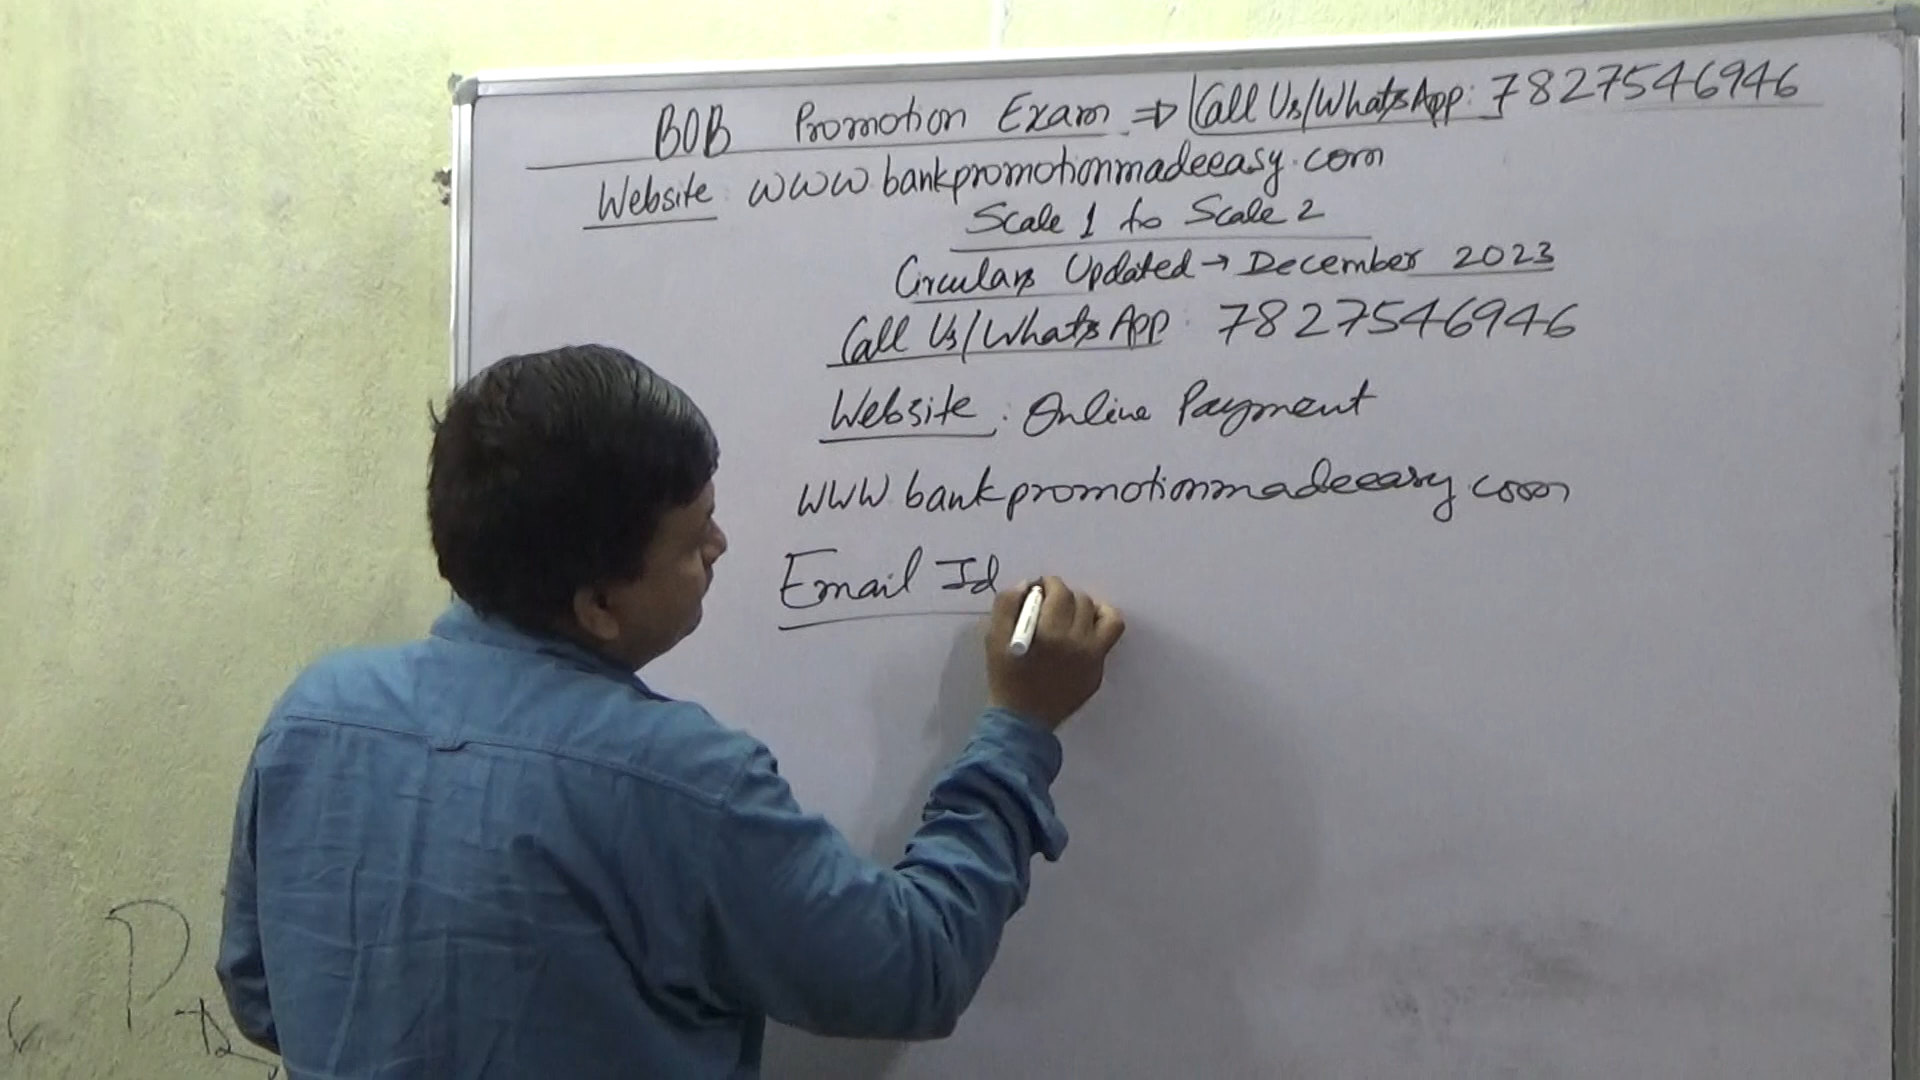 BOB Promotion Exam ⇒ Call Us/WhatsApp: 7827546946
Website: www.bankpromotionmadeeasy.com
Scale 1 to Scale 2
Circulars Updated → December 2023
Call Us/WhatsApp: 7827546946
Website: Online Payment
www.bankpromotionmadeeasy.com
Email Id